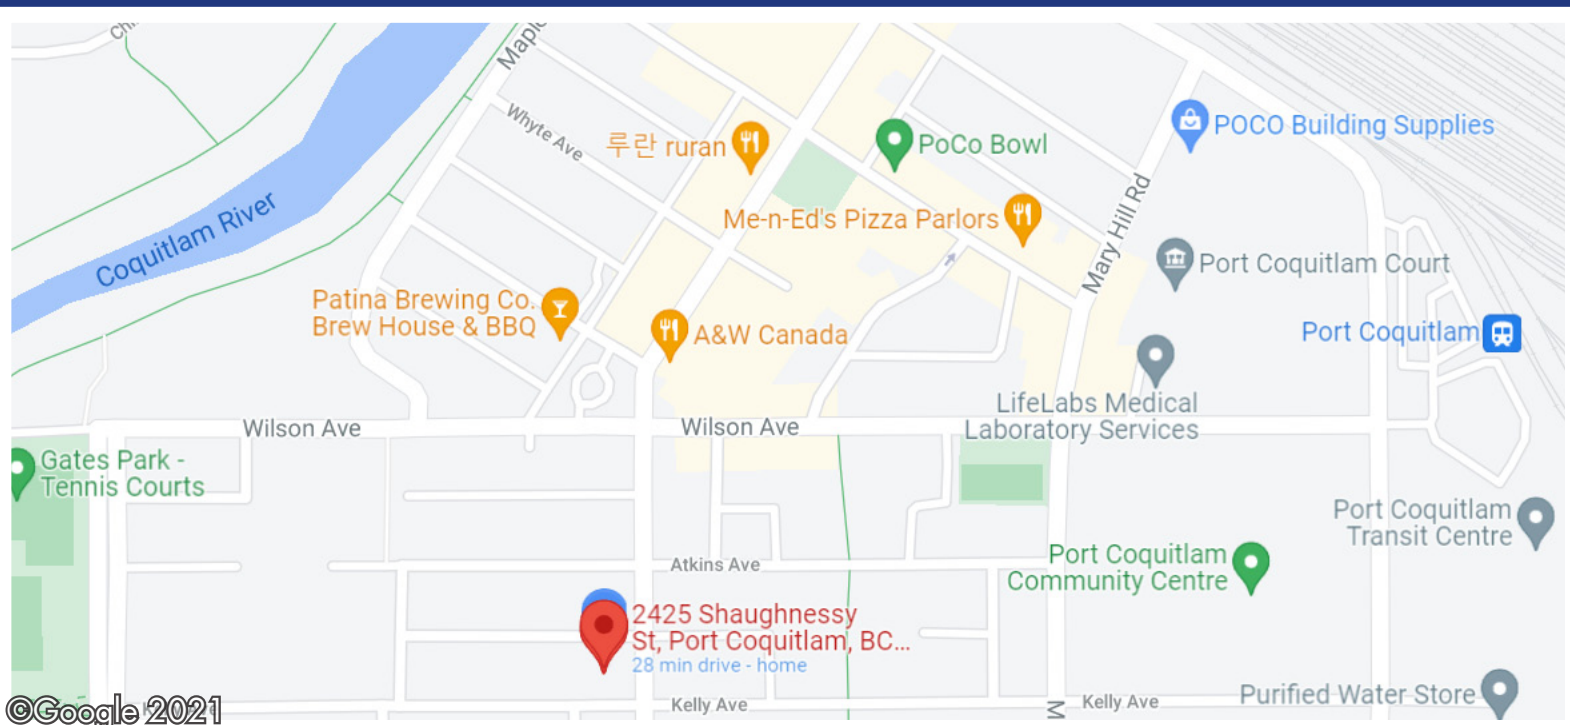 Maple
Whyte Ave
루란 ruran
PoCo Bowl
POCO Building Supplies
Coquitlam River
Me-n-Ed's Pizza Parlors
Mary Hill Rd
Port Coquitlam Court
Patina Brewing Co.
Brew House & BBQ
A&W Canada
Port Coquitlam
LifeLabs Medical
Laboratory Services
Wilson Ave
Wilson Ave
Gates Park -
Tennis Courts
Port Coquitlam
Transit Centre
Atkins Ave
Port Coquitlam
Community Centre
2425 Shaughnessy
St, Port Coquitlam, BC...
28 min drive - home
Purified Water Store
Kelly Ave
Kelly Ave
M
©Google 2021